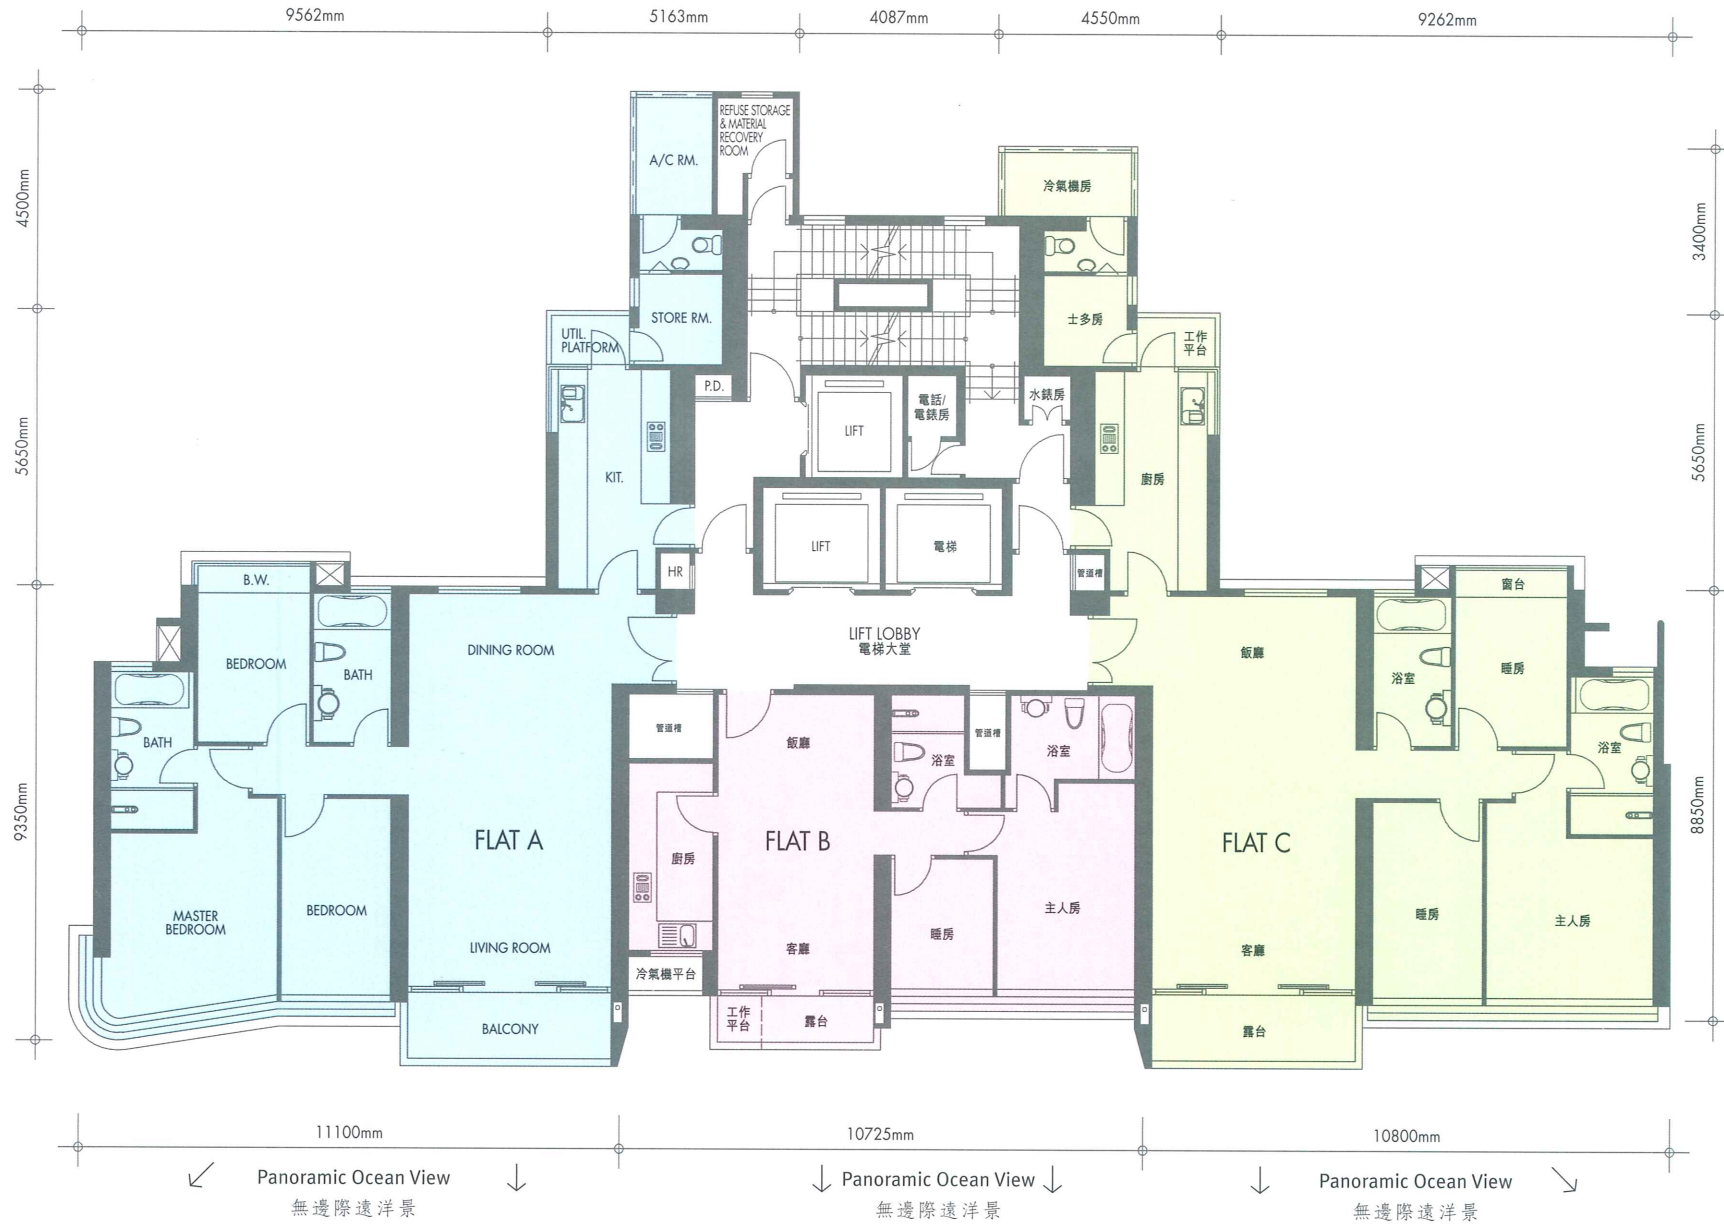 9562mm
5163mm
4087mm
4550mm
9262mm
4500mm
5650mm
9350mm
3400mm
5650mm
8850mm
REFUSE STORAGE
& MATERIAL
RECOVERY
ROOM
A/C RM.
冷氣機房
STORE RM.
士多房
UTIL.
PLATFORM
工作
平台
P.D.
LIFT
電話/
電錶房
水錶房
KIT.
廚房
LIFT
電梯
HR
管道槽
B.W.
窗台
LIFT LOBBY
電梯大堂
DINING ROOM
飯廳
BEDROOM
BATH
浴室
睡房
BATH
管道槽
飯廳
浴室
管道槽
浴室
浴室
FLAT A
FLAT B
FLAT C
廚房
MASTER
BEDROOM
BEDROOM
LIVING ROOM
客廳
睡房
主人房
客廳
睡房
主人房
冷氣機平台
BALCONY
工作
平台
露台
露台
11100mm
10725mm
10800mm
Panoramic Ocean View
無邊際遠洋景
Panoramic Ocean View
無邊際遠洋景
Panoramic Ocean View
無邊際遠洋景